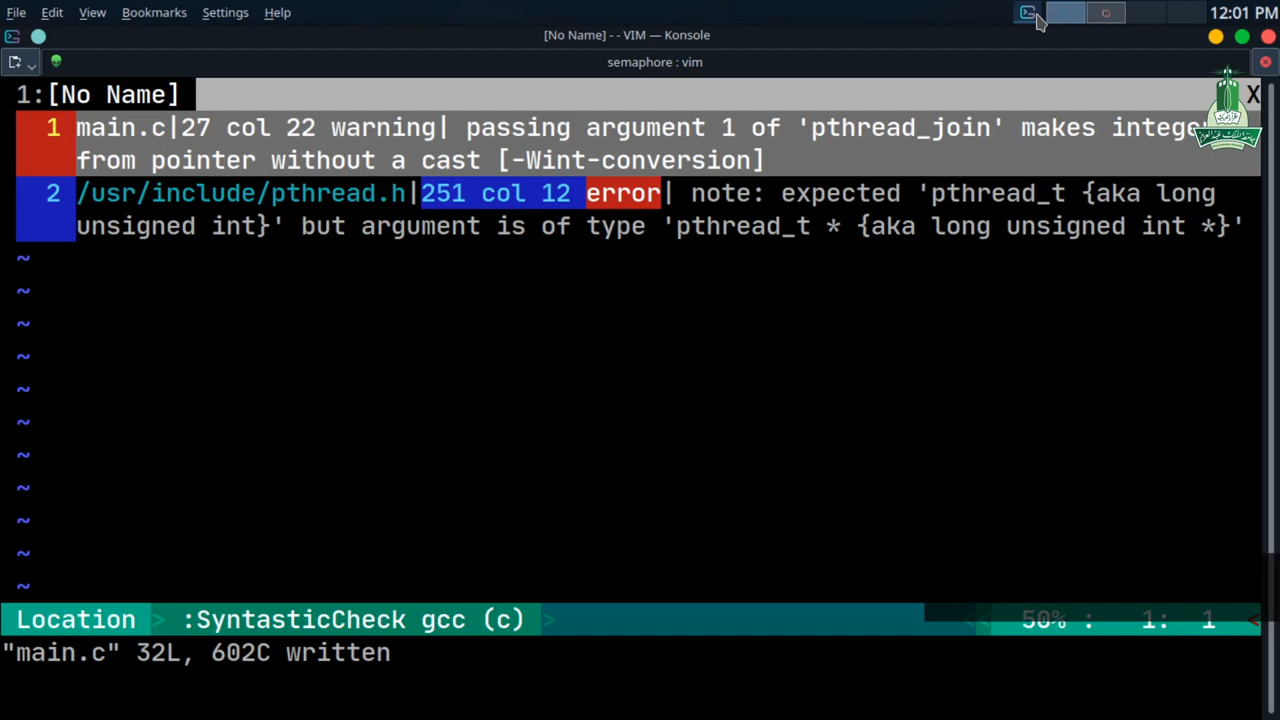 File Edit View Bookmarks Settings Help 12:01 PM
[No Name] - - VIM — Konsole
semaphore : vim
1:[No Name] X
1 main.c|27 col 22 warning| passing argument 1 of 'pthread_join' makes intege
from pointer without a cast [-Wint-conversion]
2 /usr/include/pthread.h|251 col 12 error| note: expected 'pthread_t {aka long
unsigned int}' but argument is of type 'pthread_t * {aka long unsigned int *}'
~
~
~
~
~
~
~
~
~
~
~
Location > :SyntasticCheck gcc (c) > << 50% : 1: 1 <
"main.c" 32L, 602C written